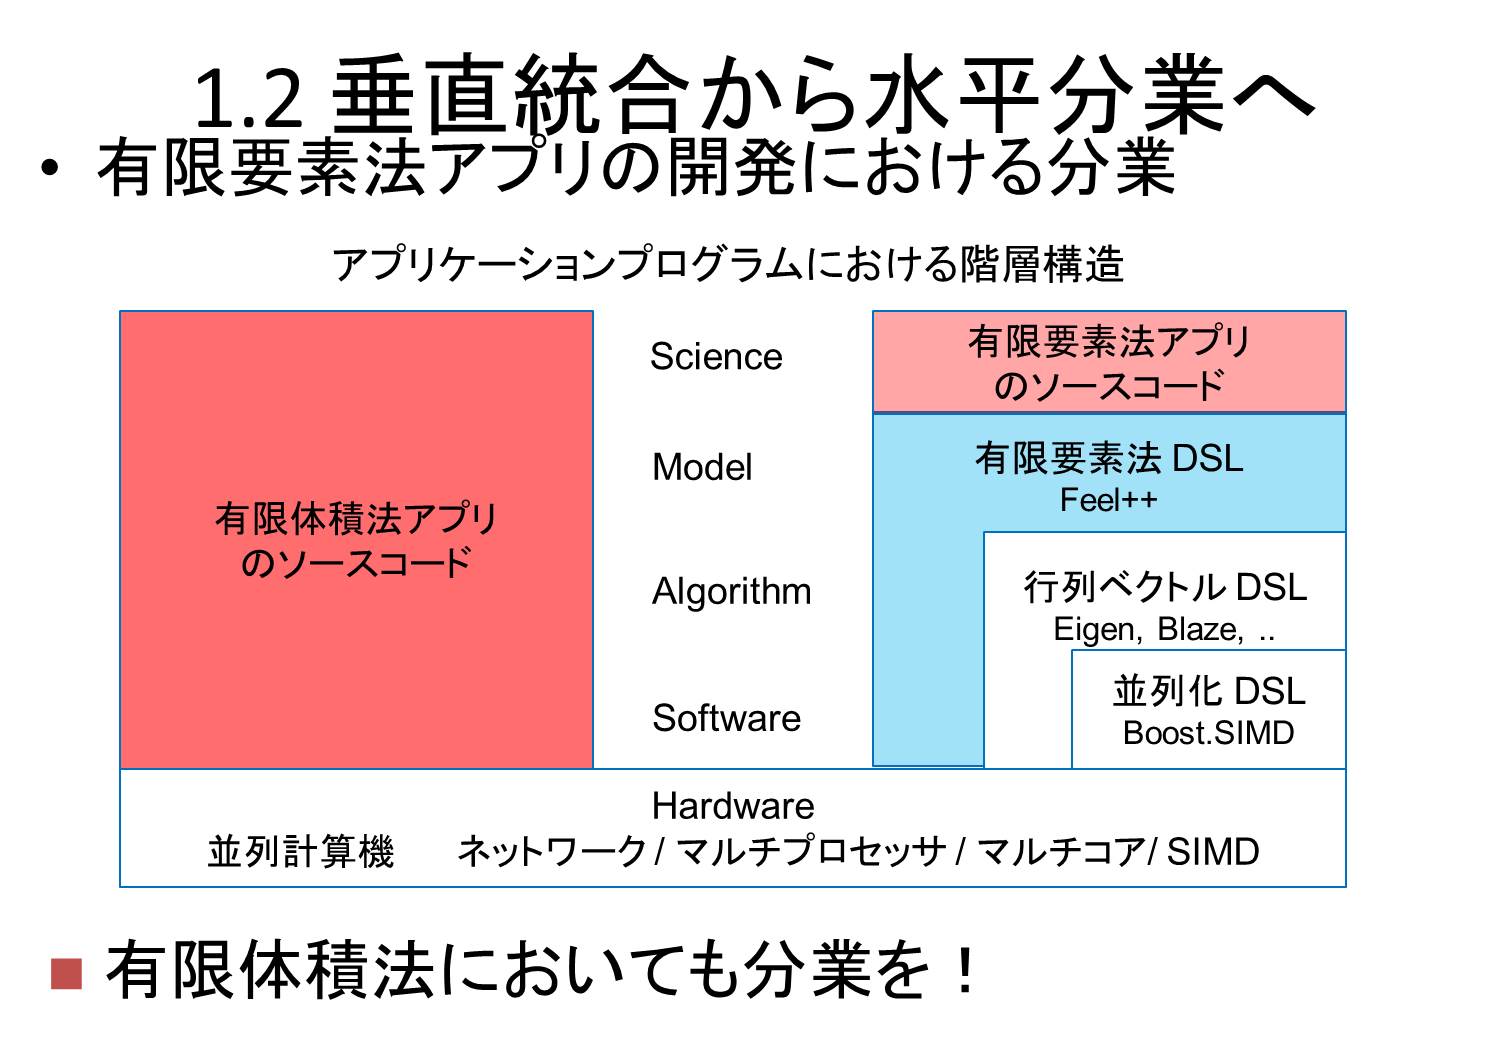 1.2 垂直統合から水平分業へ
• 有限要素法アプリの開発における分業
アプリケーションプログラムにおける階層構造
有限体積法アプリ
のソースコード
Science
Model
Algorithm
Software
有限要素法アプリ
のソースコード
有限要素法 DSL
Feel++
行列ベクトル DSL
Eigen, Blaze, ..
並列化 DSL
Boost.SIMD
Hardware
並列計算機 ネットワーク / マルチプロセッサ / マルチコア/ SIMD
■ 有限体積法においても分業を！